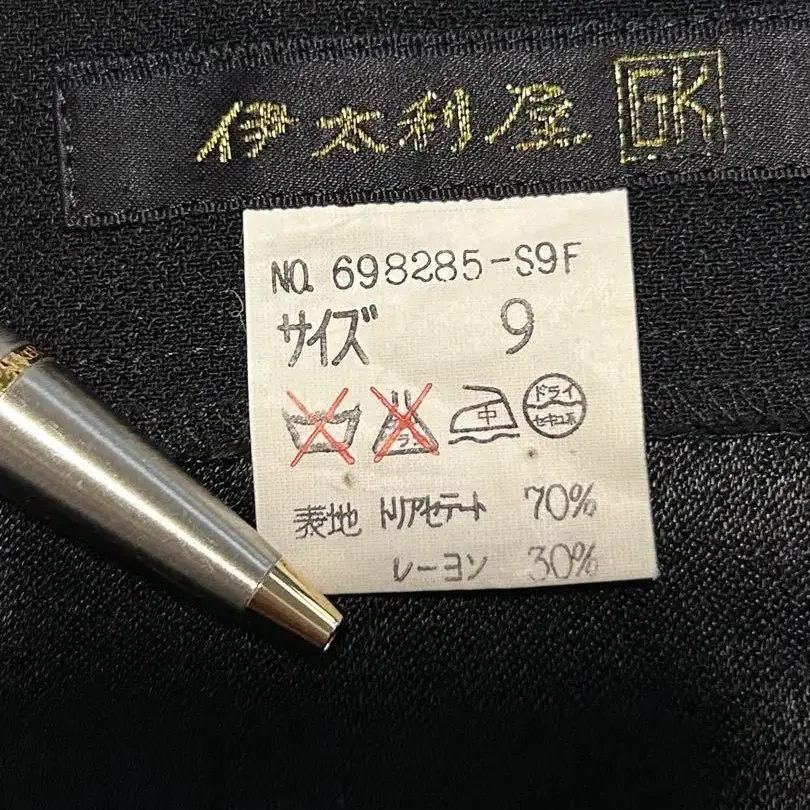 伊太利屋 GK
NO. 698285-S9F
サイズ 9
中 ドライ
セキユ系
表地 トリアセテート 70%
レーヨン 30%